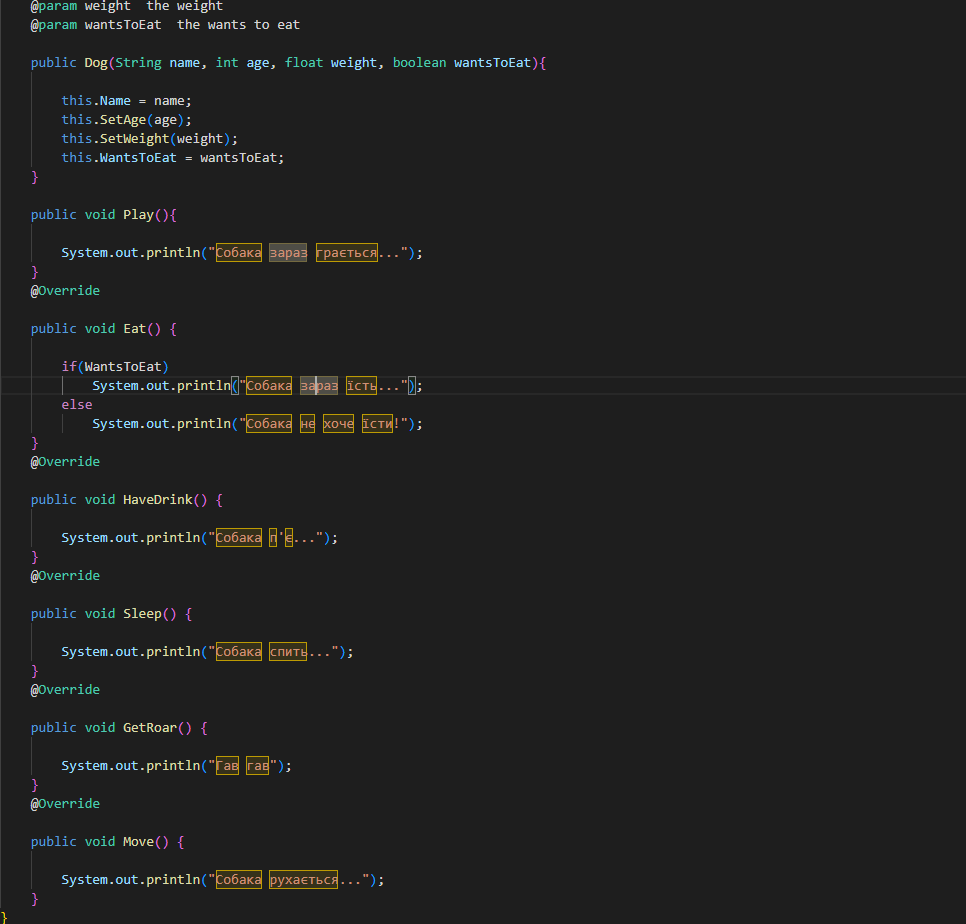 @param weight  the weight
@param wantsToEat  the wants to eat
public Dog(String name, int age, float weight, boolean wantsToEat){
this.Name = name;
this.SetAge(age);
this.SetWeight(weight);
this.WantsToEat = wantsToEat;
}
public void Play(){
System.out.println("Собака зараз грається...");
}
@Override
public void Eat() {
if(WantsToEat)
System.out.println("Собака зараз їсть...");
else
System.out.println("Собака не хоче їсти!");
}
@Override
public void HaveDrink() {
System.out.println("Собака п'є...");
}
@Override
public void Sleep() {
System.out.println("Собака спить...");
}
@Override
public void GetRoar() {
System.out.println("Гав гав");
}
@Override
public void Move() {
System.out.println("Собака рухається...");
}
}